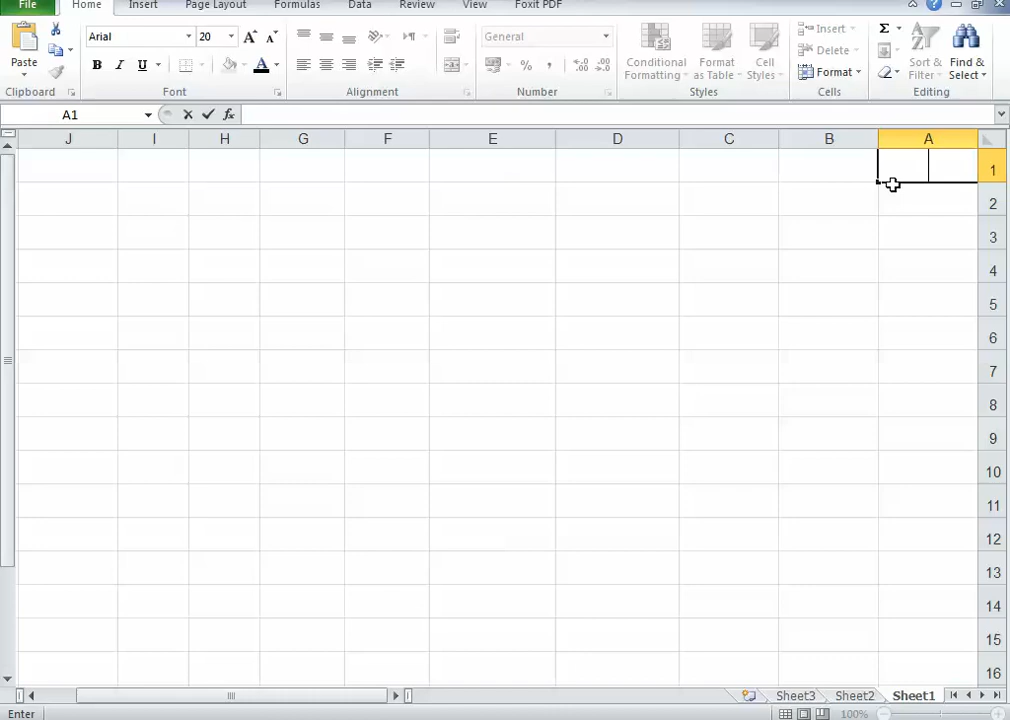 File Home Insert Page Layout Formulas Data Review View Foxit PDF
Paste
Clipboard
Arial 20
B I U A
Font
Alignment
General
%
Number
Conditional Formatting
Format as Table
Cell Styles
Styles
Insert
Delete
Format
Cells
Σ
Sort & Filter
Find & Select
Editing
A1 fx
J I H G F E D C B A
1
2
3
4
5
6
7
8
9
10
11
12
13
14
15
16
Sheet3 Sheet2 Sheet1
Enter 100%